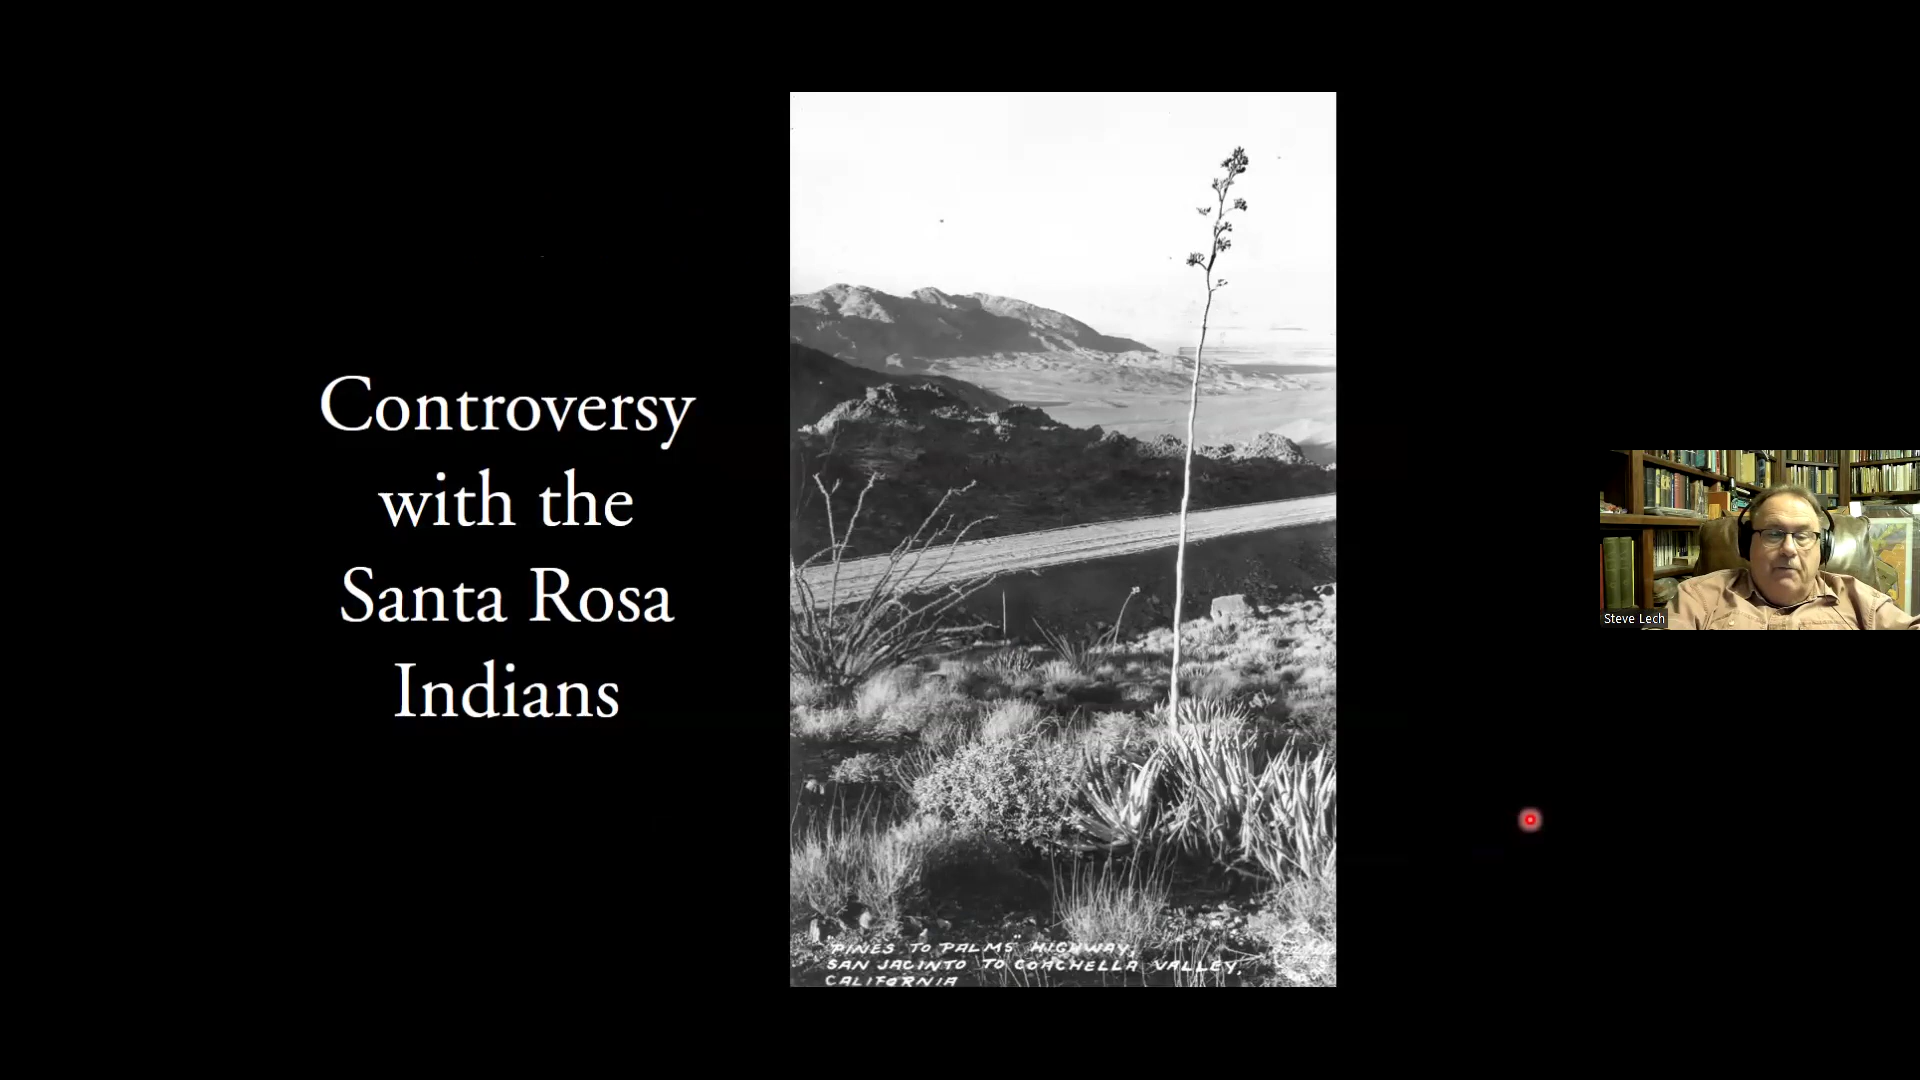 Controversy
with the
Santa Rosa
Indians
"PINES TO PALMS" HIGHWAY,
SAN JACINTO TO COACHELLA VALLEY,
CALIFORNIA
Steve Lech